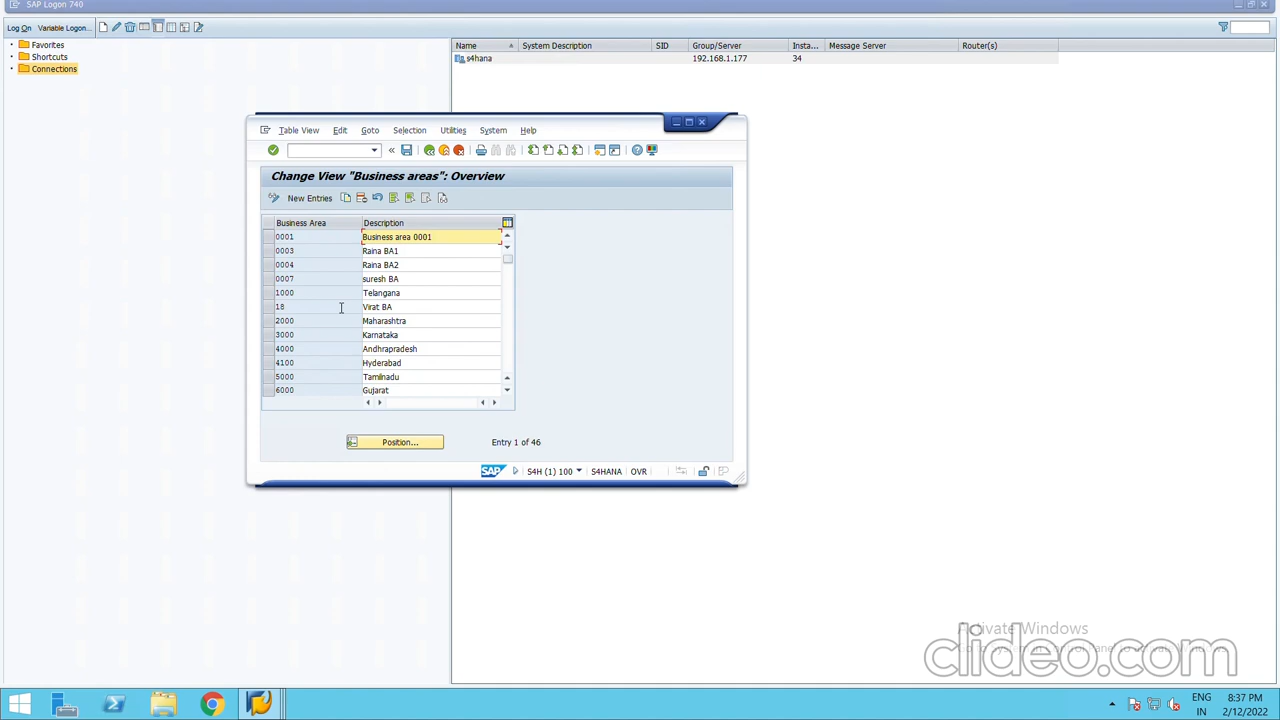 SAP Logon 740
Log On Variable Logon...
Favorites
Shortcuts
Connections
Name System Description SID Group/Server Insta... Message Server Router(s)
s4hana 192.168.1.177 34
Table View Edit Goto Selection Utilities System Help
Change View "Business areas": Overview
New Entries
Business Area Description
0001 Business area 0001
0003 Raina BA1
0004 Raina BA2
0007 suresh BA
1000 Telangana
18 Virat BA
2000 Maharashtra
3000 Karnataka
4000 Andhrapradesh
4100 Hyderabad
5000 Tamilnadu
6000 Gujarat
Position... Entry 1 of 46
SAP S4H (1) 100 S4HANA OVR
Activate Windows
clideo.com
ENG 8:37 PM
IN 2/12/2022